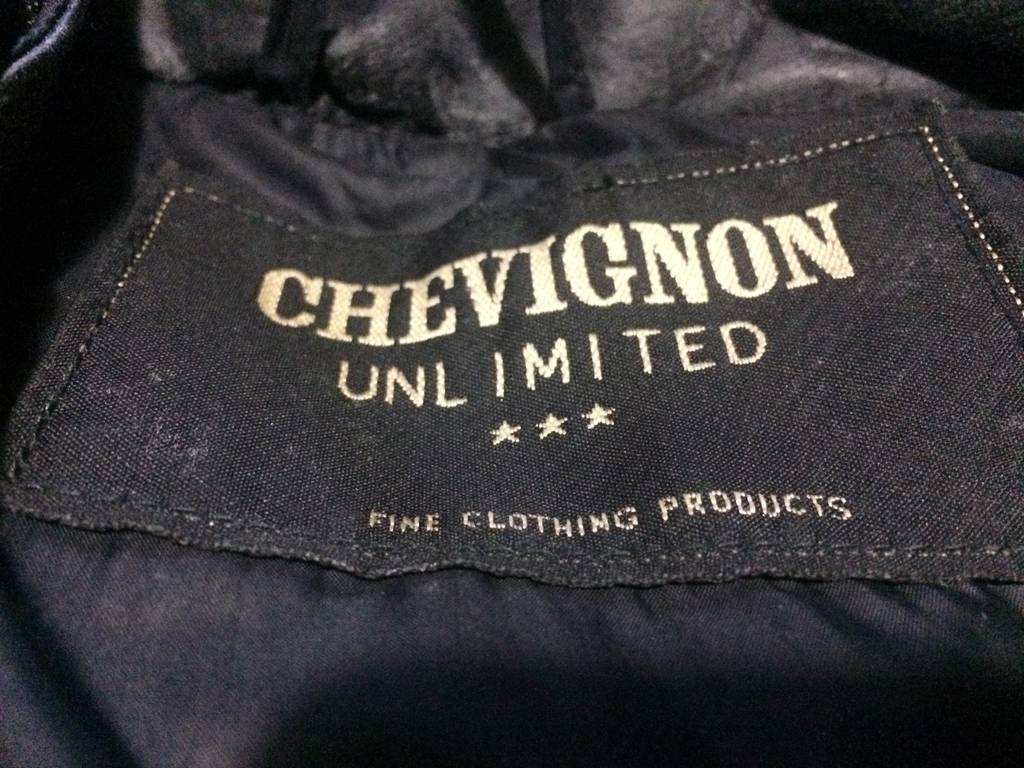 CHEVIGNON
UNLIMITED
FINE CLOTHING PRODUCTS